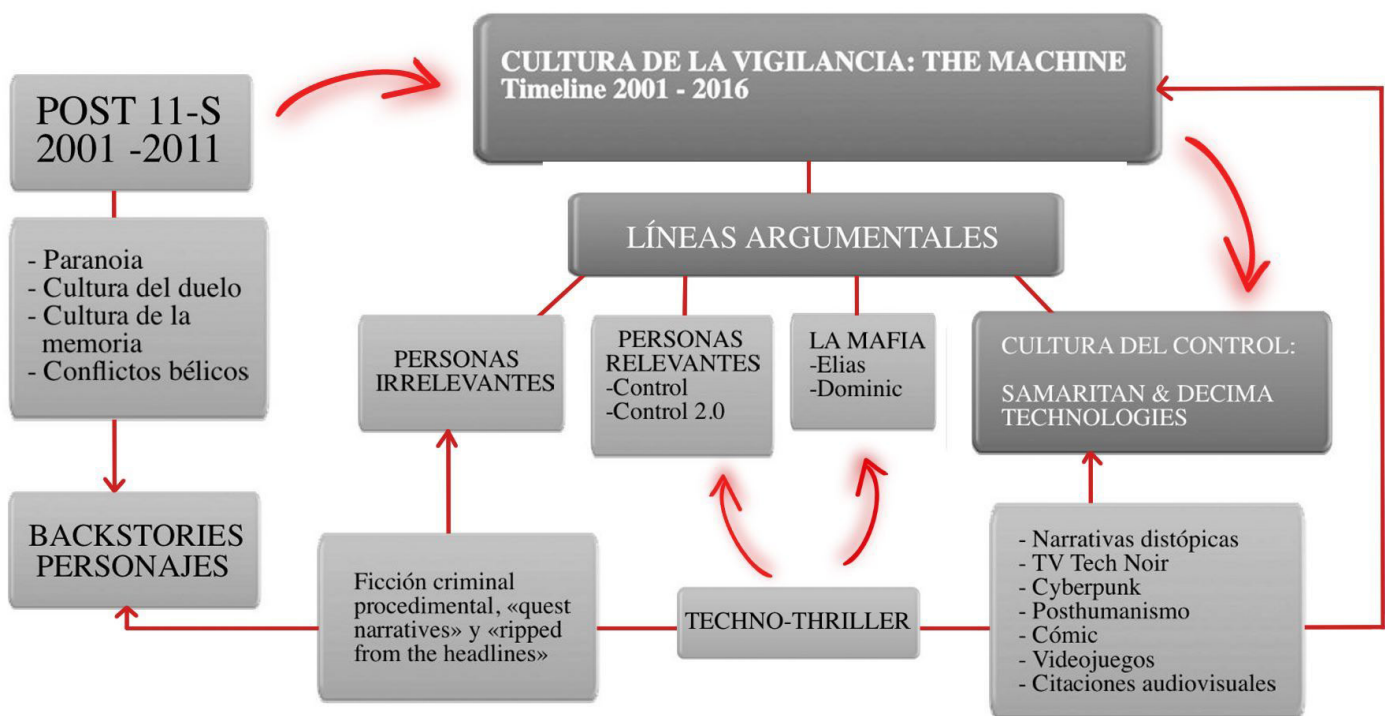 CULTURA DE LA VIGILANCIA: THE MACHINE
Timeline 2001 - 2016
POST 11-S
2001 -2011
- Paranoia
- Cultura del duelo
- Cultura de la
memoria
- Conflictos bélicos
BACKSTORIES
PERSONAJES
LÍNEAS ARGUMENTALES
PERSONAS
IRRELEVANTES
PERSONAS
RELEVANTES
-Control
-Control 2.0
LA MAFIA
-Elias
-Dominic
CULTURA DEL CONTROL:
SAMARITAN & DECIMA
TECHNOLOGIES
Ficción criminal
procedimental, «quest
narratives» y «ripped
from the headlines»
TECHNO-THRILLER
- Narrativas distópicas
- TV Tech Noir
- Cyberpunk
- Posthumanismo
- Cómic
- Videojuegos
- Citaciones audiovisuales